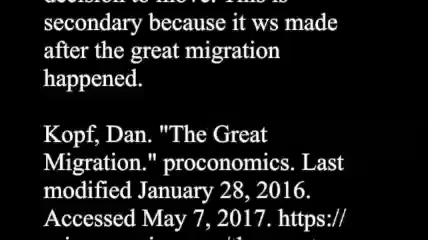 decision to move. This is
secondary because it ws made
after the great migration
happened.
Kopf, Dan. "The Great
Migration." proconomics. Last
modified January 28, 2016.
Accessed May 7, 2017. https://